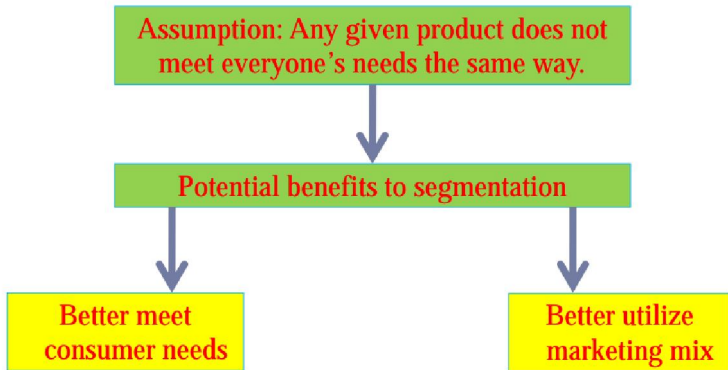 Assumption: Any given product does not
meet everyone’s needs the same way.
Potential benefits to segmentation
Better meet
consumer needs
Better utilize
marketing mix